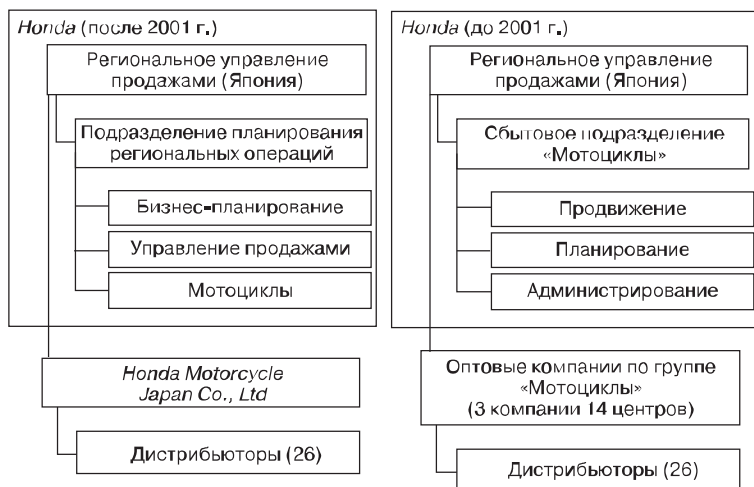 Honda (после 2001 г.)
Региональное управление
продажами (Япония)
Подразделение планирования
региональных операций
Бизнес-планирование
Управление продажами
Мотоциклы
Honda Motorcycle
Japan Co., Ltd
Дистрибьюторы (26)
Honda (до 2001 г.)
Региональное управление
продажами (Япония)
Сбытовое подразделение
«Мотоциклы»
Продвижение
Планирование
Администрирование
Оптовые компании по группе
«Мотоциклы»
(3 компании 14 центров)
Дистрибьюторы (26)